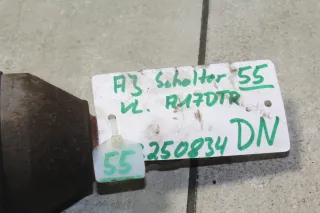 A3 Schalter 55
VL. A17DTR
250834 DN
55